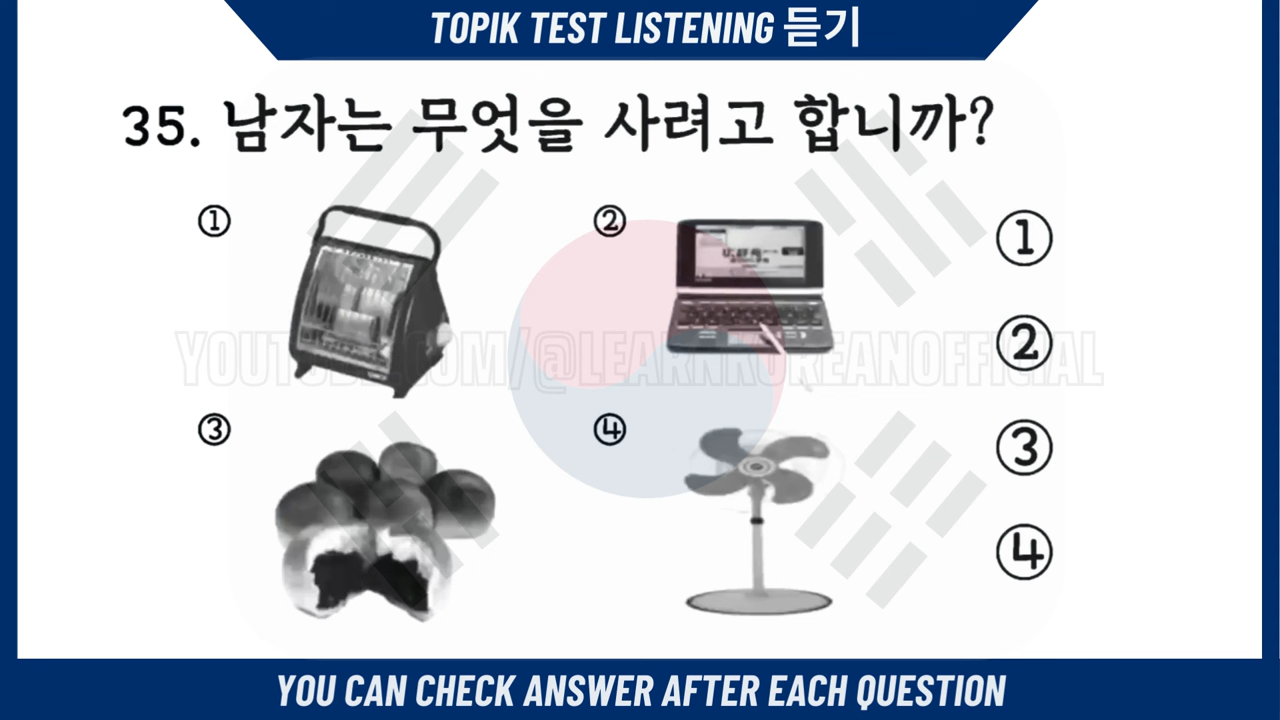 TOPIK TEST LISTENING 듣기
35. 남자는 무엇을 사려고 합니까?
①
②
③
④
①
②
③
④
YOUTUBE.COM/@LEARNKOREANOFFICIAL
YOU CAN CHECK ANSWER AFTER EACH QUESTION